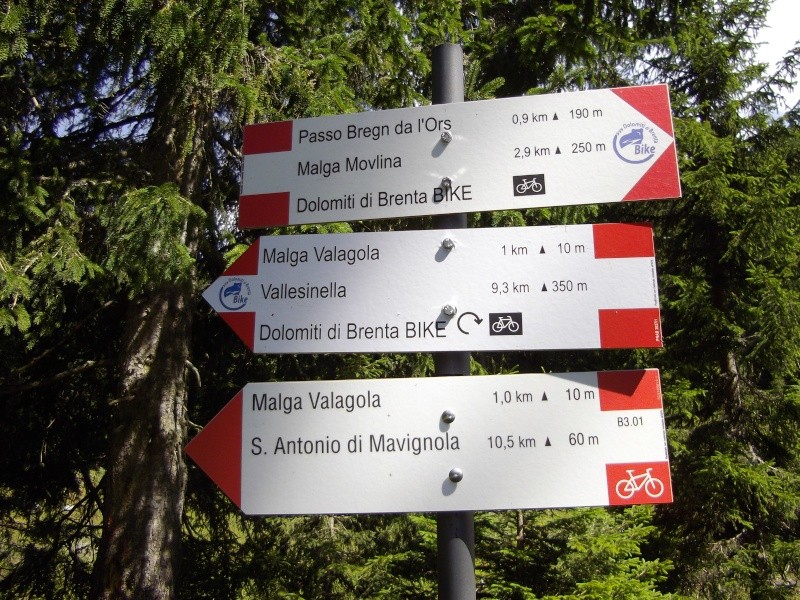 Passo Bregn da l'Ors 0,9 km ▲ 190 m
Malga Movlina 2,9 km ▲ 250 m
Dolomiti di Brenta BIKE
Dolomiti Brenta
Bike
Malga Valagola 1 km ▲ 10 m
Vallesinella 9,3 km ▲ 350 m
Dolomiti di Brenta BIKE
Bike
Malga Valagola 1,0 km ▲ 10 m
B3.01
S. Antonio di Mavignola 10,5 km ▲ 60 m